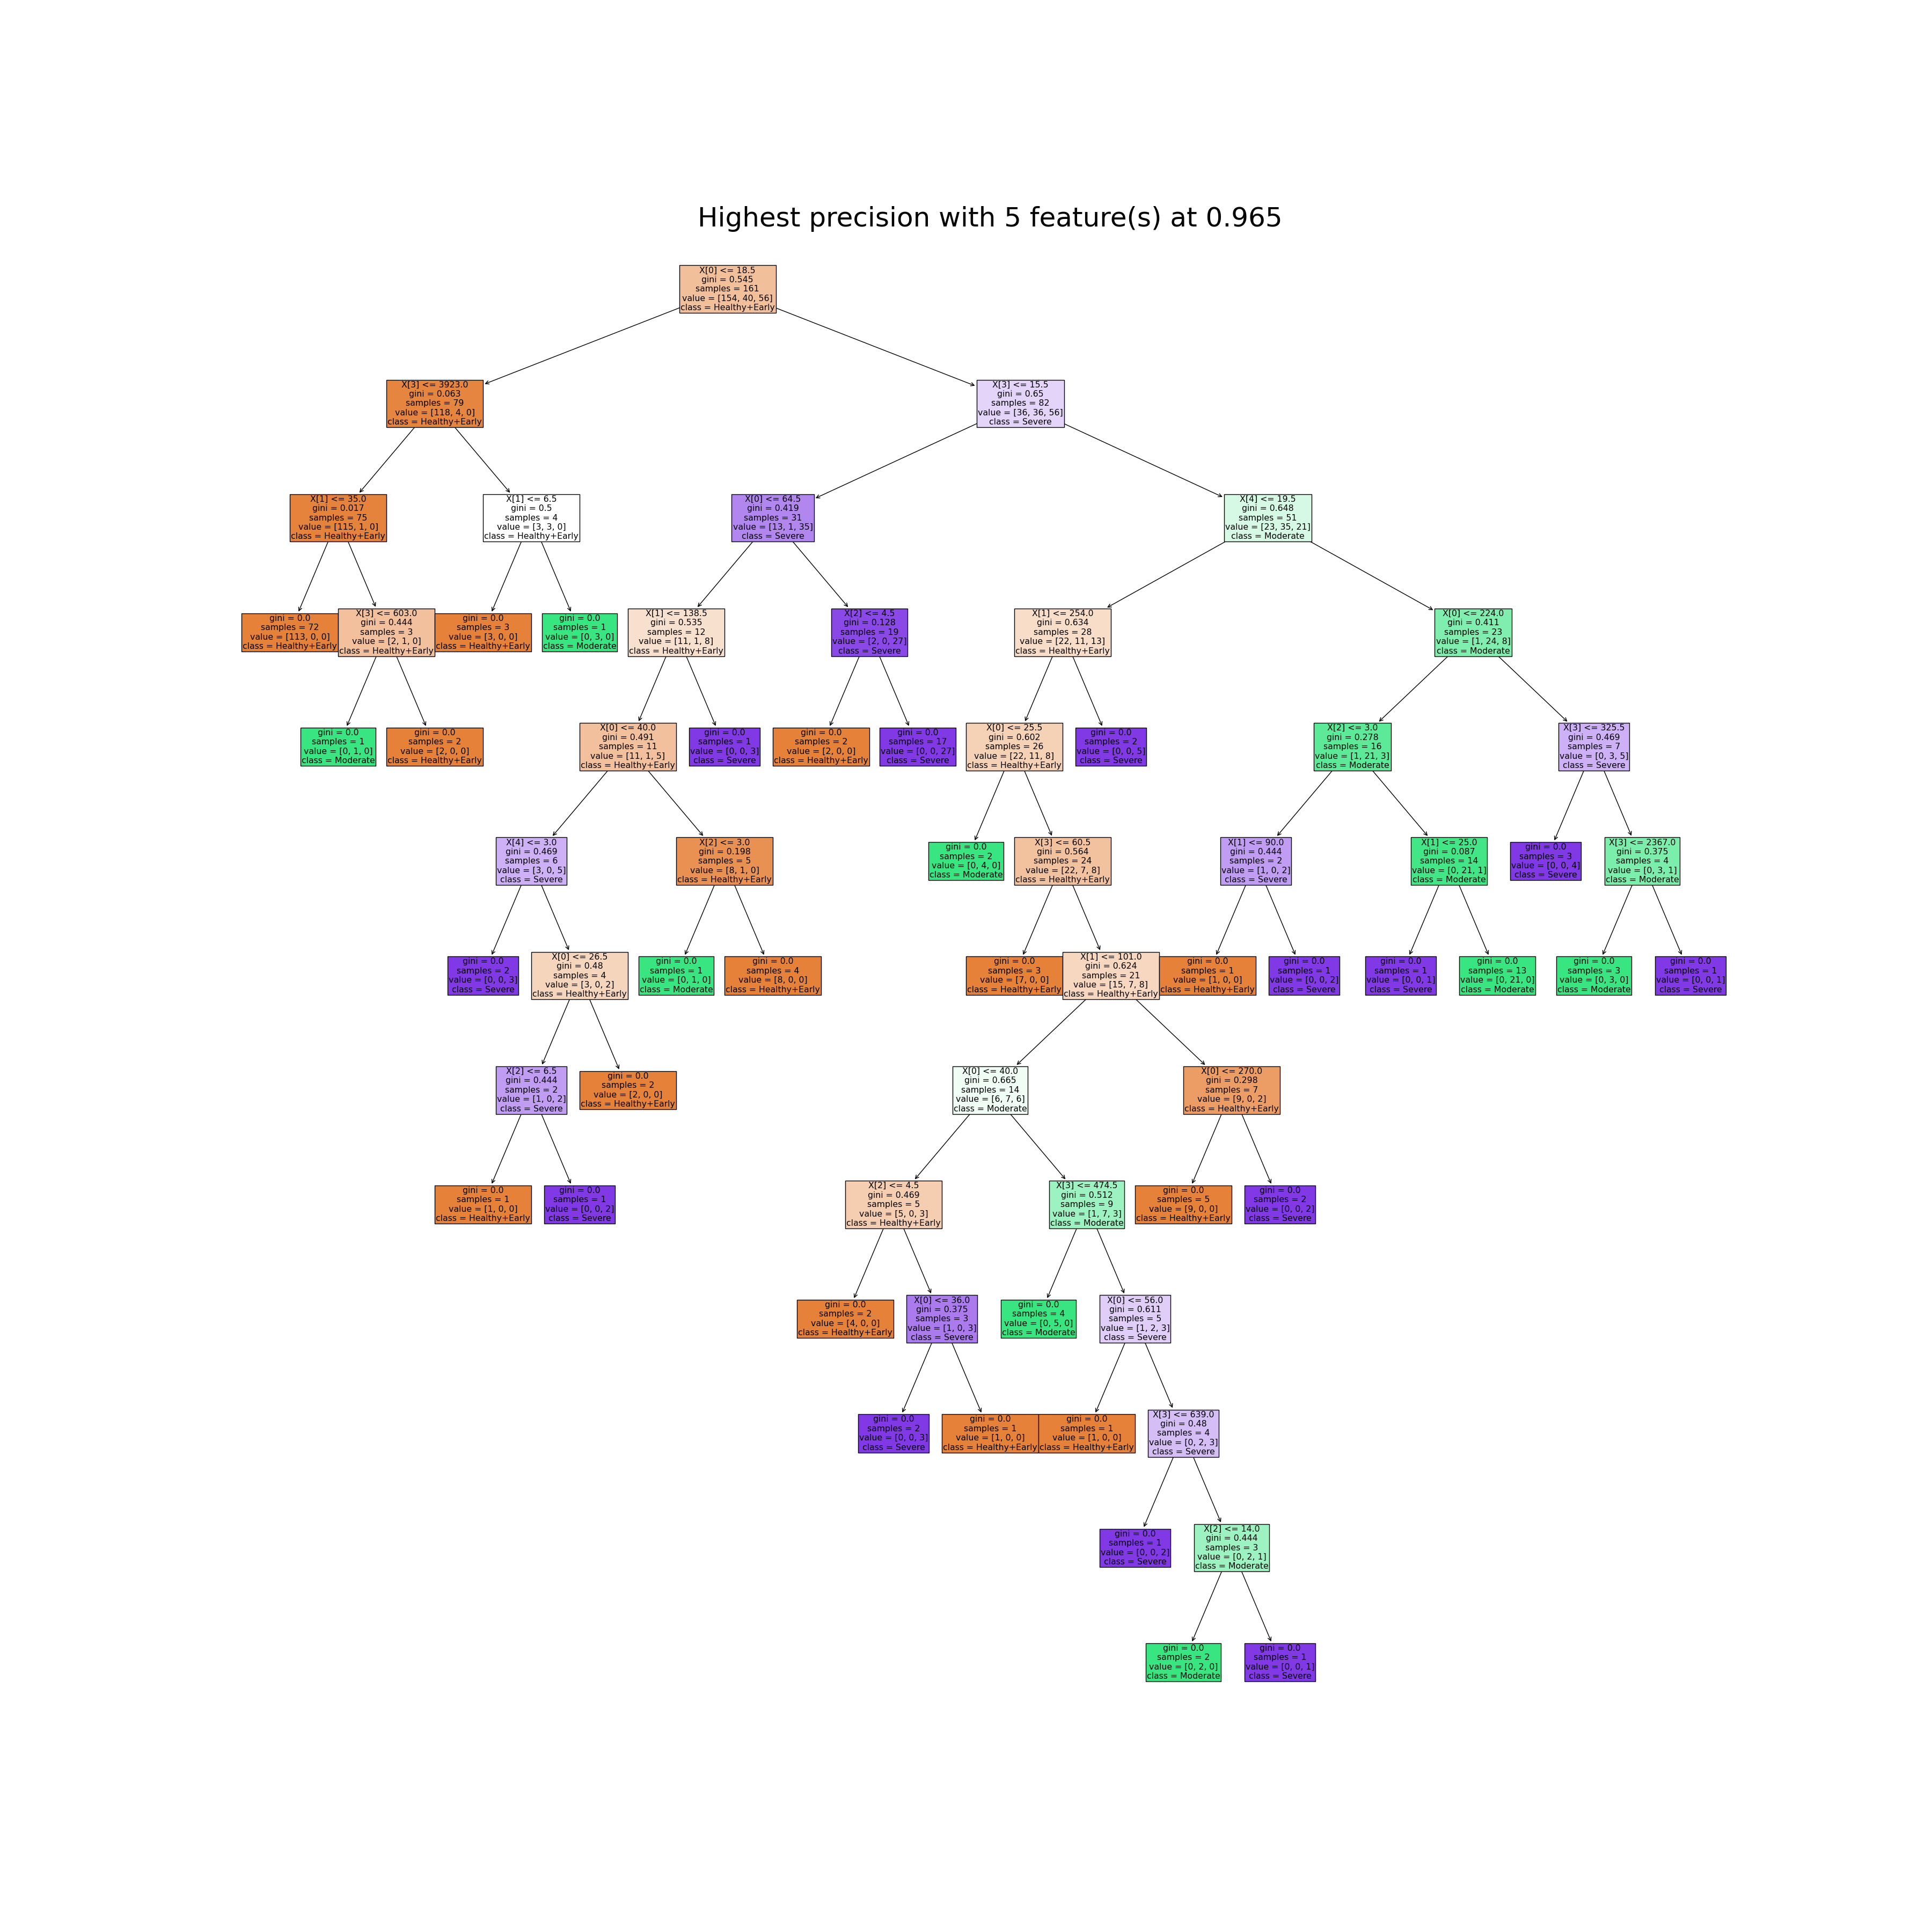 Highest precision with 5 feature(s) at 0.965
X[0] <= 18.5
gini = 0.545
samples = 161
value = [154, 40, 56]
class = Healthy+Early
X[3] <= 3923.0
gini = 0.063
samples = 79
value = [118, 4, 0]
class = Healthy+Early
X[3] <= 15.5
gini = 0.65
samples = 82
value = [36, 36, 56]
class = Severe
X[1] <= 35.0
gini = 0.017
samples = 75
value = [115, 1, 0]
class = Healthy+Early
X[1] <= 6.5
gini = 0.5
samples = 4
value = [3, 3, 0]
class = Healthy+Early
X[0] <= 64.5
gini = 0.419
samples = 31
value = [13, 1, 35]
class = Severe
X[4] <= 19.5
gini = 0.648
samples = 51
value = [23, 35, 21]
class = Moderate
gini = 0.0
samples = 72
value = [113, 0, 0]
class = Healthy+Early
X[3] <= 603.0
gini = 0.444
samples = 3
value = [2, 1, 0]
class = Healthy+Early
gini = 0.0
samples = 3
value = [3, 0, 0]
class = Healthy+Early
gini = 0.0
samples = 1
value = [0, 3, 0]
class = Moderate
X[1] <= 138.5
gini = 0.535
samples = 12
value = [11, 1, 8]
class = Healthy+Early
X[2] <= 4.5
gini = 0.128
samples = 19
value = [2, 0, 27]
class = Severe
X[1] <= 254.0
gini = 0.634
samples = 28
value = [22, 11, 13]
class = Healthy+Early
X[0] <= 224.0
gini = 0.411
samples = 23
value = [1, 24, 8]
class = Moderate
gini = 0.0
samples = 1
value = [0, 1, 0]
class = Moderate
gini = 0.0
samples = 2
value = [2, 0, 0]
class = Healthy+Early
X[0] <= 40.0
gini = 0.491
samples = 11
value = [11, 1, 5]
class = Healthy+Early
gini = 0.0
samples = 1
value = [0, 0, 3]
class = Severe
gini = 0.0
samples = 2
value = [2, 0, 0]
class = Healthy+Early
gini = 0.0
samples = 17
value = [0, 0, 27]
class = Severe
X[0] <= 25.5
gini = 0.602
samples = 26
value = [22, 11, 8]
class = Healthy+Early
gini = 0.0
samples = 2
value = [0, 0, 5]
class = Severe
X[2] <= 3.0
gini = 0.278
samples = 16
value = [1, 21, 3]
class = Moderate
X[3] <= 325.5
gini = 0.469
samples = 7
value = [0, 3, 5]
class = Severe
X[4] <= 3.0
gini = 0.469
samples = 6
value = [3, 0, 5]
class = Severe
X[2] <= 3.0
gini = 0.198
samples = 5
value = [8, 1, 0]
class = Healthy+Early
gini = 0.0
samples = 2
value = [0, 4, 0]
class = Moderate
X[3] <= 60.5
gini = 0.564
samples = 24
value = [22, 7, 8]
class = Healthy+Early
X[1] <= 90.0
gini = 0.444
samples = 2
value = [1, 0, 2]
class = Severe
X[1] <= 25.0
gini = 0.087
samples = 14
value = [0, 21, 1]
class = Moderate
gini = 0.0
samples = 3
value = [0, 0, 4]
class = Severe
X[3] <= 2367.0
gini = 0.375
samples = 4
value = [0, 3, 1]
class = Moderate
gini = 0.0
samples = 2
value = [0, 0, 3]
class = Severe
X[0] <= 26.5
gini = 0.48
samples = 4
value = [3, 0, 2]
class = Healthy+Early
gini = 0.0
samples = 1
value = [0, 1, 0]
class = Moderate
gini = 0.0
samples = 4
value = [8, 0, 0]
class = Healthy+Early
gini = 0.0
samples = 3
value = [7, 0, 0]
class = Healthy+Early
X[1] <= 101.0
gini = 0.624
samples = 21
value = [15, 7, 8]
class = Healthy+Early
gini = 0.0
samples = 1
value = [1, 0, 0]
class = Healthy+Early
gini = 0.0
samples = 1
value = [0, 0, 2]
class = Severe
gini = 0.0
samples = 1
value = [0, 0, 1]
class = Severe
gini = 0.0
samples = 13
value = [0, 21, 0]
class = Moderate
gini = 0.0
samples = 3
value = [0, 3, 0]
class = Moderate
gini = 0.0
samples = 1
value = [0, 0, 1]
class = Severe
X[2] <= 6.5
gini = 0.444
samples = 2
value = [1, 0, 2]
class = Severe
gini = 0.0
samples = 2
value = [2, 0, 0]
class = Healthy+Early
X[0] <= 40.0
gini = 0.665
samples = 14
value = [6, 7, 6]
class = Moderate
X[0] <= 270.0
gini = 0.298
samples = 7
value = [9, 0, 2]
class = Healthy+Early
gini = 0.0
samples = 1
value = [1, 0, 0]
class = Healthy+Early
gini = 0.0
samples = 1
value = [0, 0, 2]
class = Severe
X[2] <= 4.5
gini = 0.469
samples = 5
value = [5, 0, 3]
class = Healthy+Early
X[3] <= 474.5
gini = 0.512
samples = 9
value = [1, 7, 3]
class = Moderate
gini = 0.0
samples = 5
value = [9, 0, 0]
class = Healthy+Early
gini = 0.0
samples = 2
value = [0, 0, 2]
class = Severe
gini = 0.0
samples = 2
value = [4, 0, 0]
class = Healthy+Early
X[0] <= 36.0
gini = 0.375
samples = 3
value = [1, 0, 3]
class = Severe
gini = 0.0
samples = 4
value = [0, 5, 0]
class = Moderate
X[0] <= 56.0
gini = 0.611
samples = 5
value = [1, 2, 3]
class = Severe
gini = 0.0
samples = 2
value = [0, 0, 3]
class = Severe
gini = 0.0
samples = 1
value = [1, 0, 0]
class = Healthy+Early
gini = 0.0
samples = 1
value = [1, 0, 0]
class = Healthy+Early
X[3] <= 639.0
gini = 0.48
samples = 4
value = [0, 2, 3]
class = Severe
gini = 0.0
samples = 1
value = [0, 0, 2]
class = Severe
X[2] <= 14.0
gini = 0.444
samples = 3
value = [0, 2, 1]
class = Moderate
gini = 0.0
samples = 2
value = [0, 2, 0]
class = Moderate
gini = 0.0
samples = 1
value = [0, 0, 1]
class = Severe